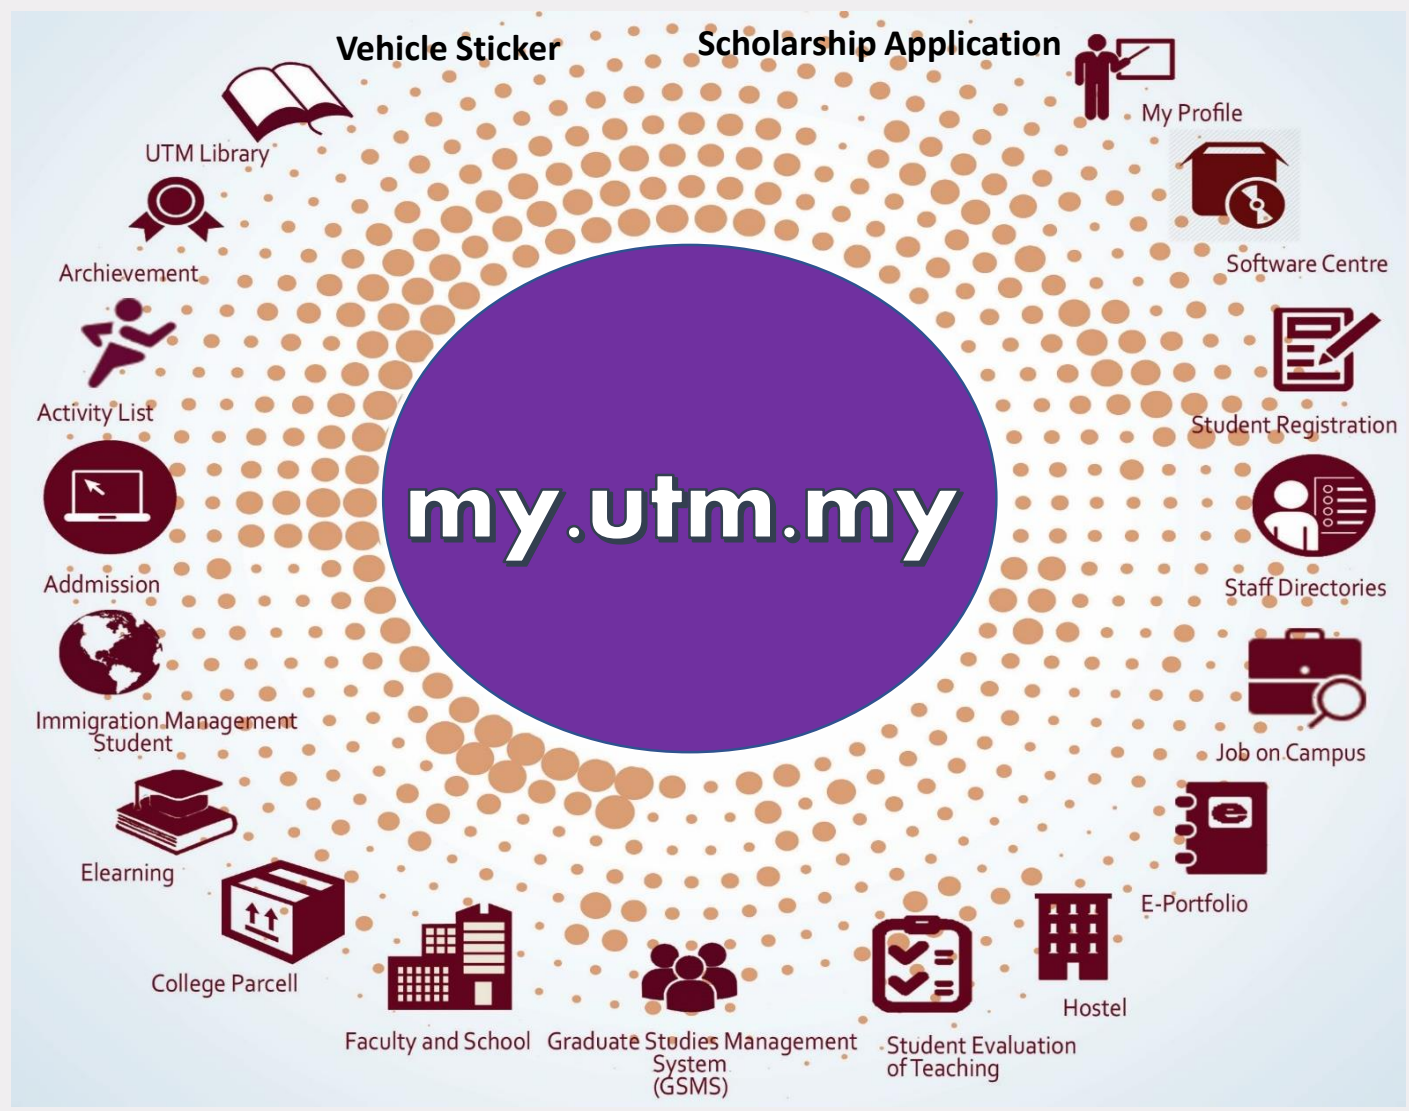 Vehicle Sticker
Scholarship Application
My Profile
UTM Library
Software Centre
Archievement
Activity List
Student Registration
my.utm.my
Addmission
Staff Directories
Immigration Management
Student
Job on Campus
Elearning
E-Portfolio
College Parcell
Hostel
Faculty and School
Graduate Studies Management
System
(GSMS)
Student Evaluation
of Teaching
e